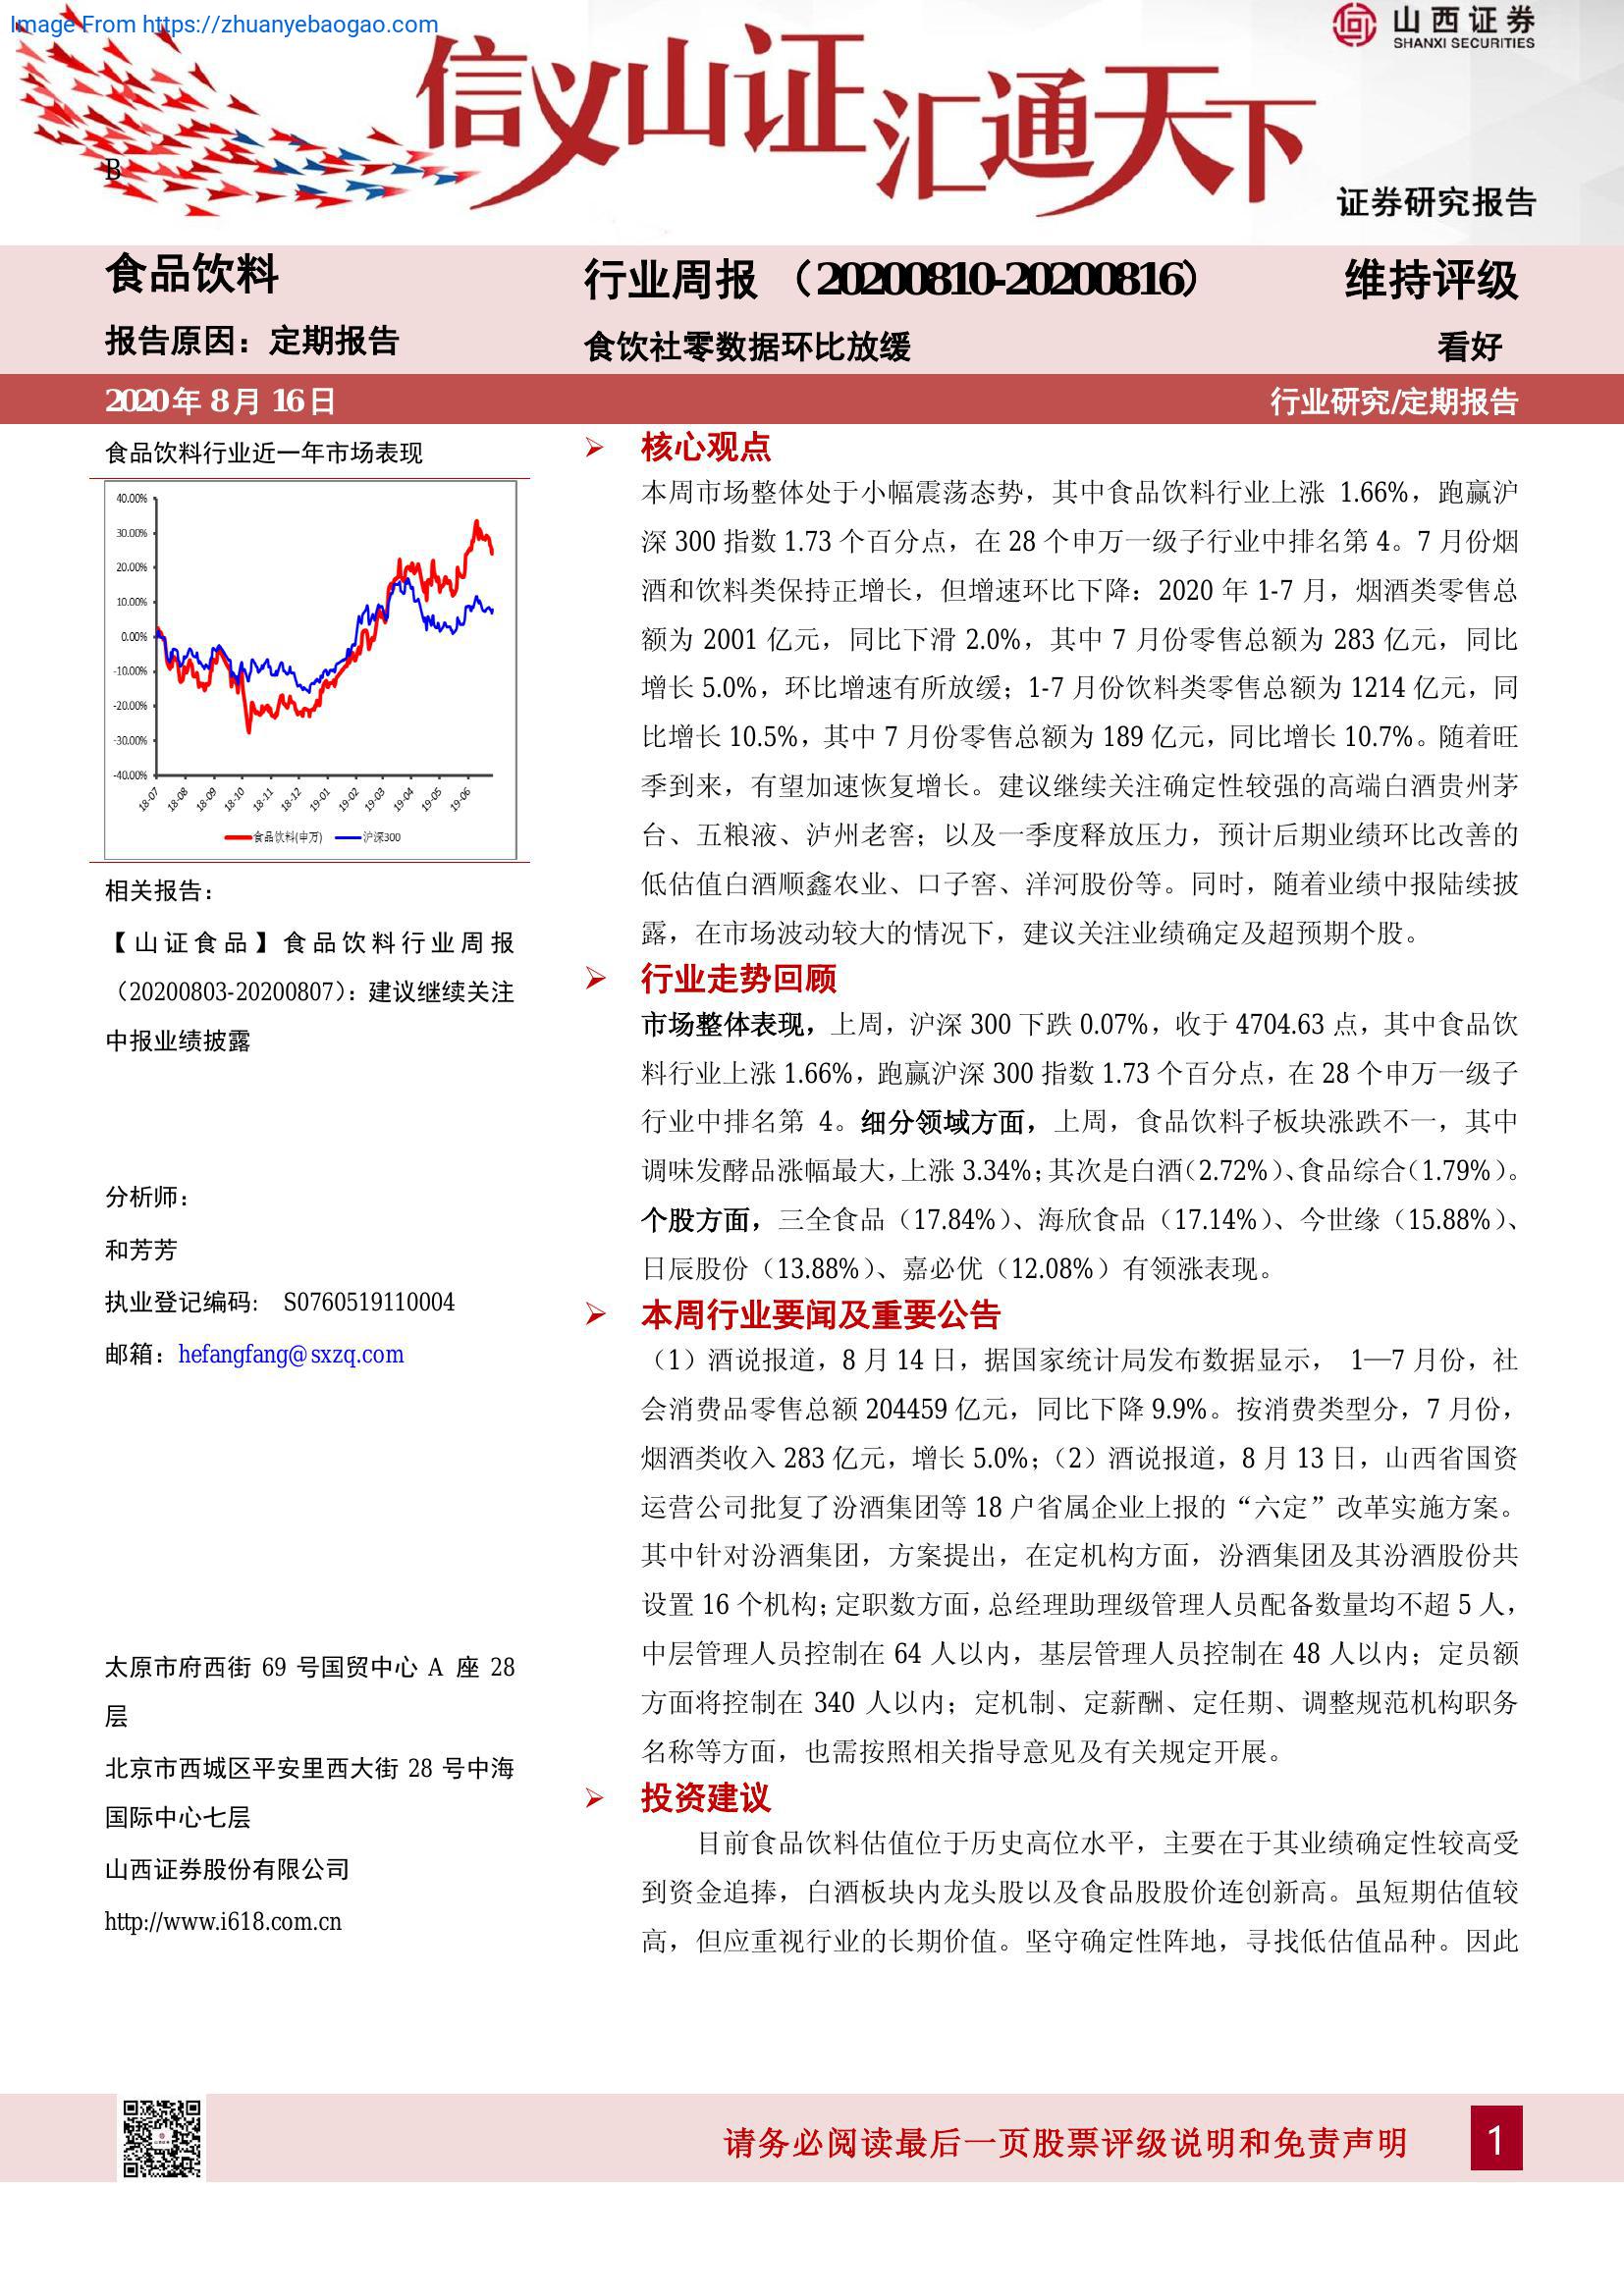 Image From https://zhuanyebaogao.com
山西证券
SHANXI SECURITIES
信义山证汇通天下
B
证券研究报告
食品饮料
行业周报 （20200810-20200816）
维持评级
报告原因：定期报告
食饮社零数据环比放缓
看好
2020 年 8 月 16 日
行业研究/定期报告
食品饮料行业近一年市场表现
40.00%
30.00%
20.00%
10.00%
0.00%
-10.00%
-20.00%
-30.00%
-40.00%
18-07
18-08
18-09
18-10
18-11
18-12
19-01
19-02
19-03
19-04
19-05
19-06
食品饮料(申万)
沪深300
相关报告：
【山证食品】食品饮料行业周报
（20200803-20200807）：建议继续关注
中报业绩披露
分析师：
和芳芳
执业登记编码： S0760519110004
邮箱：hefangfang@sxzq.com
太原市府西街 69 号国贸中心 A 座 28
层
北京市西城区平安里西大街 28 号中海
国际中心七层
山西证券股份有限公司
http://www.i618.com.cn
核心观点
本周市场整体处于小幅震荡态势，其中食品饮料行业上涨 1.66%，跑赢沪
深 300 指数 1.73 个百分点，在 28 个申万一级子行业中排名第 4。7 月份烟
酒和饮料类保持正增长，但增速环比下降：2020 年 1-7 月，烟酒类零售总
额为 2001 亿元，同比下滑 2.0%，其中 7 月份零售总额为 283 亿元，同比
增长 5.0%，环比增速有所放缓；1-7 月份饮料类零售总额为 1214 亿元，同
比增长 10.5%，其中 7 月份零售总额为 189 亿元，同比增长 10.7%。随着旺
季到来，有望加速恢复增长。建议继续关注确定性较强的高端白酒贵州茅
台、五粮液、泸州老窖；以及一季度释放压力，预计后期业绩环比改善的
低估值白酒顺鑫农业、口子窖、洋河股份等。同时，随着业绩中报陆续披
露，在市场波动较大的情况下，建议关注业绩确定及超预期个股。
行业走势回顾
市场整体表现，上周，沪深 300 下跌 0.07%，收于 4704.63 点，其中食品饮
料行业上涨 1.66%，跑赢沪深 300 指数 1.73 个百分点，在 28 个申万一级子
行业中排名第 4。细分领域方面，上周，食品饮料子板块涨跌不一，其中
调味发酵品涨幅最大，上涨 3.34%；其次是白酒（2.72%）、食品综合（1.79%）。
个股方面，三全食品（17.84%）、海欣食品（17.14%）、今世缘（15.88%）、
日辰股份（13.88%）、嘉必优（12.08%）有领涨表现。
本周行业要闻及重要公告
（1）酒说报道，8 月 14 日，据国家统计局发布数据显示， 1—7 月份，社
会消费品零售总额 204459 亿元，同比下降 9.9%。按消费类型分，7 月份，
烟酒类收入 283 亿元，增长 5.0%；（2）酒说报道，8 月 13 日，山西省国资
运营公司批复了汾酒集团等 18 户省属企业上报的“六定”改革实施方案。
其中针对汾酒集团，方案提出，在定机构方面，汾酒集团及其汾酒股份共
设置 16 个机构；定职数方面，总经理助理级管理人员配备数量均不超 5 人，
中层管理人员控制在 64 人以内，基层管理人员控制在 48 人以内；定员额
方面将控制在 340 人以内；定机制、定薪酬、定任期、调整规范机构职务
名称等方面，也需按照相关指导意见及有关规定开展。
投资建议
目前食品饮料估值位于历史高位水平，主要在于其业绩确定性较高受
到资金追捧，白酒板块内龙头股以及食品股股价连创新高。虽短期估值较
高，但应重视行业的长期价值。坚守确定性阵地，寻找低估值品种。因此
请务必阅读最后一页股票评级说明和免责声明
1